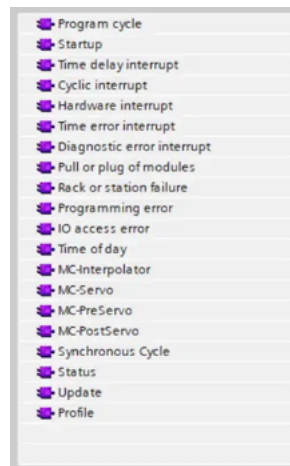 Program cycle
Startup
Time delay interrupt
Cyclic interrupt
Hardware interrupt
Time error interrupt
Diagnostic error interrupt
Pull or plug of modules
Rack or station failure
Programming error
IO access error
Time of day
MC-Interpolator
MC-Servo
MC-PreServo
MC-PostServo
Synchronous Cycle
Status
Update
Profile